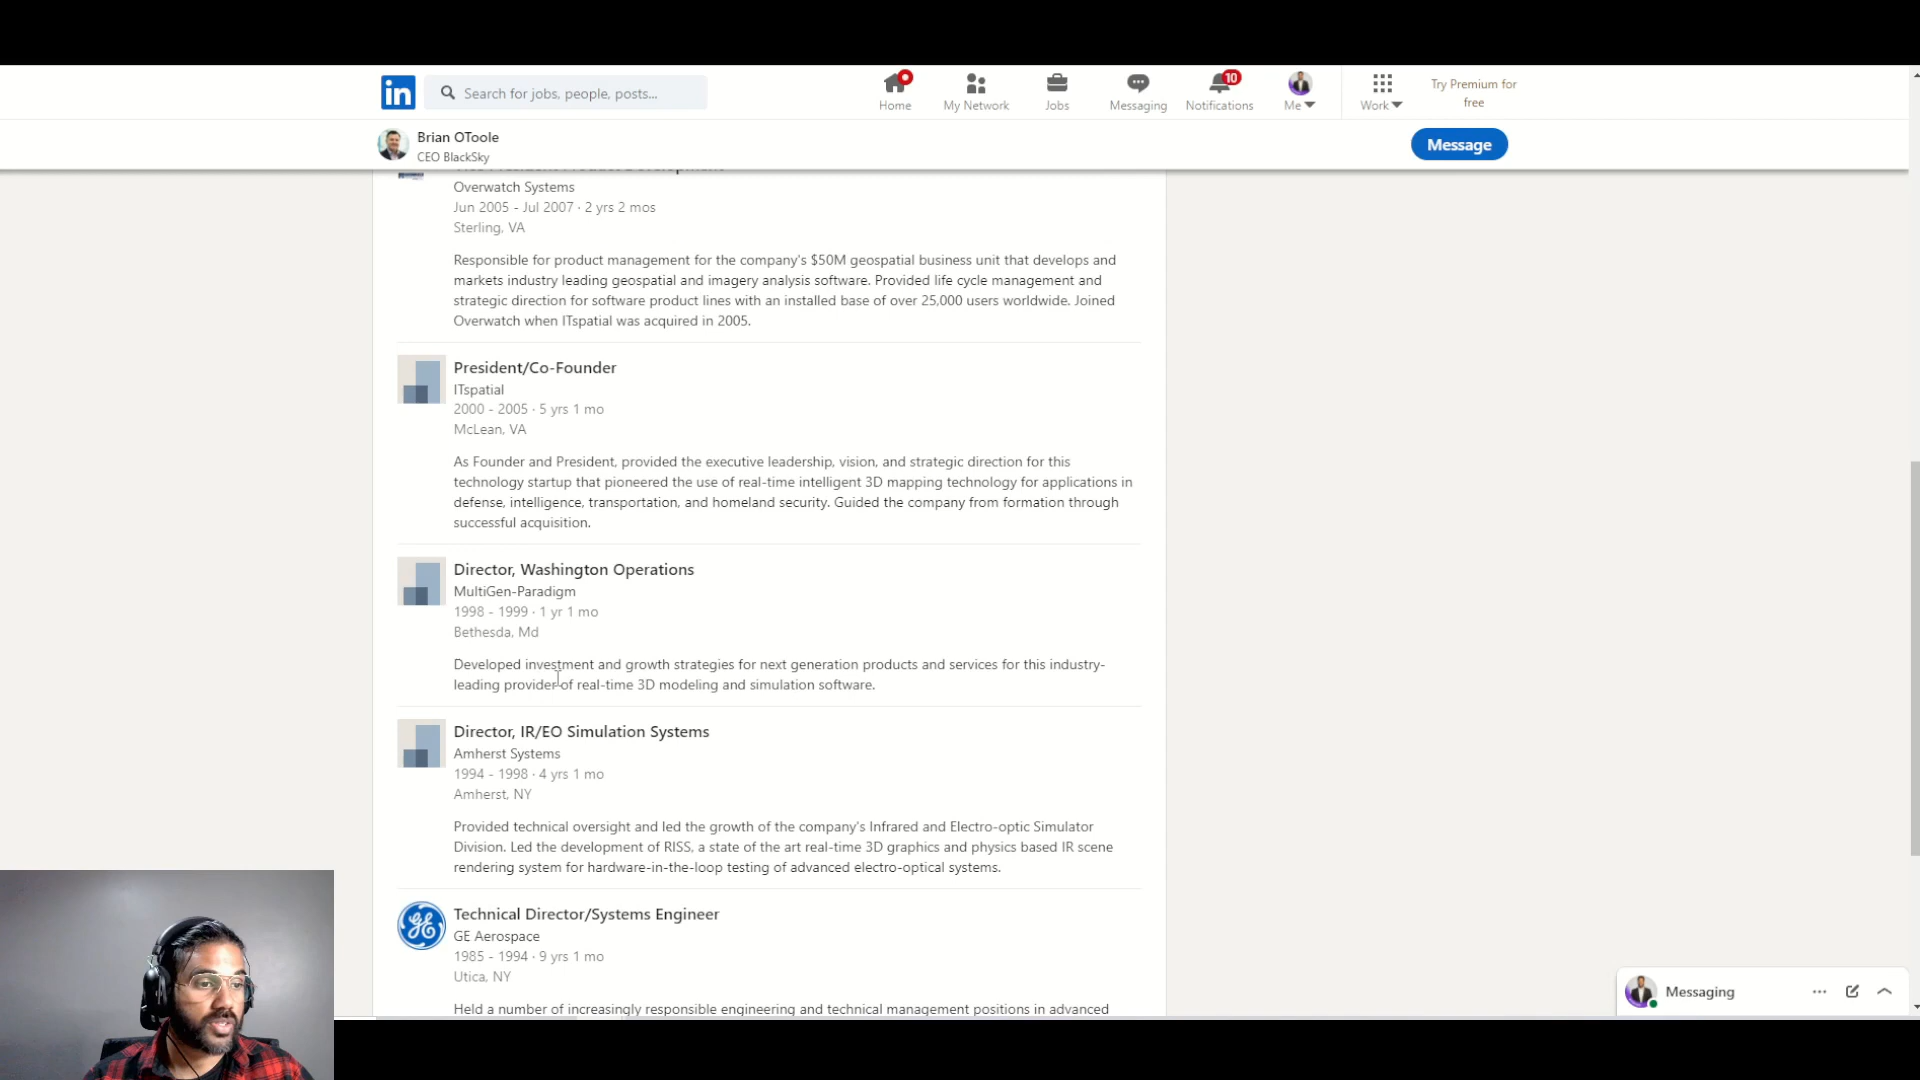 in
Search for jobs, people, posts...
Home
My Network
Jobs
Messaging
10
Notifications
Me
Work
Try Premium for
free
Brian OToole
CEO BlackSky
Message
Overwatch Systems
Jun 2005 - Jul 2007 · 2 yrs 2 mos
Sterling, VA
Responsible for product management for the company's $50M geospatial business unit that develops and
markets industry leading geospatial and imagery analysis software. Provided life cycle management and
strategic direction for software product lines with an installed base of over 25,000 users worldwide. Joined
Overwatch when ITspatial was acquired in 2005.
President/Co-Founder
ITspatial
2000 - 2005 · 5 yrs 1 mo
McLean, VA
As Founder and President, provided the executive leadership, vision, and strategic direction for this
technology startup that pioneered the use of real-time intelligent 3D mapping technology for applications in
defense, intelligence, transportation, and homeland security. Guided the company from formation through
successful acquisition.
Director, Washington Operations
MultiGen-Paradigm
1998 - 1999 · 1 yr 1 mo
Bethesda, Md
Developed investment and growth strategies for next generation products and services for this industry-
leading provider of real-time 3D modeling and simulation software.
Director, IR/EO Simulation Systems
Amherst Systems
1994 - 1998 · 4 yrs 1 mo
Amherst, NY
Provided technical oversight and led the growth of the company's Infrared and Electro-optic Simulator
Division. Led the development of RISS, a state of the art real-time 3D graphics and physics based IR scene
rendering system for hardware-in-the-loop testing of advanced electro-optical systems.
GE
Technical Director/Systems Engineer
GE Aerospace
1985 - 1994 · 9 yrs 1 mo
Utica, NY
Held a number of increasingly responsible engineering and technical management positions in advanced
Messaging